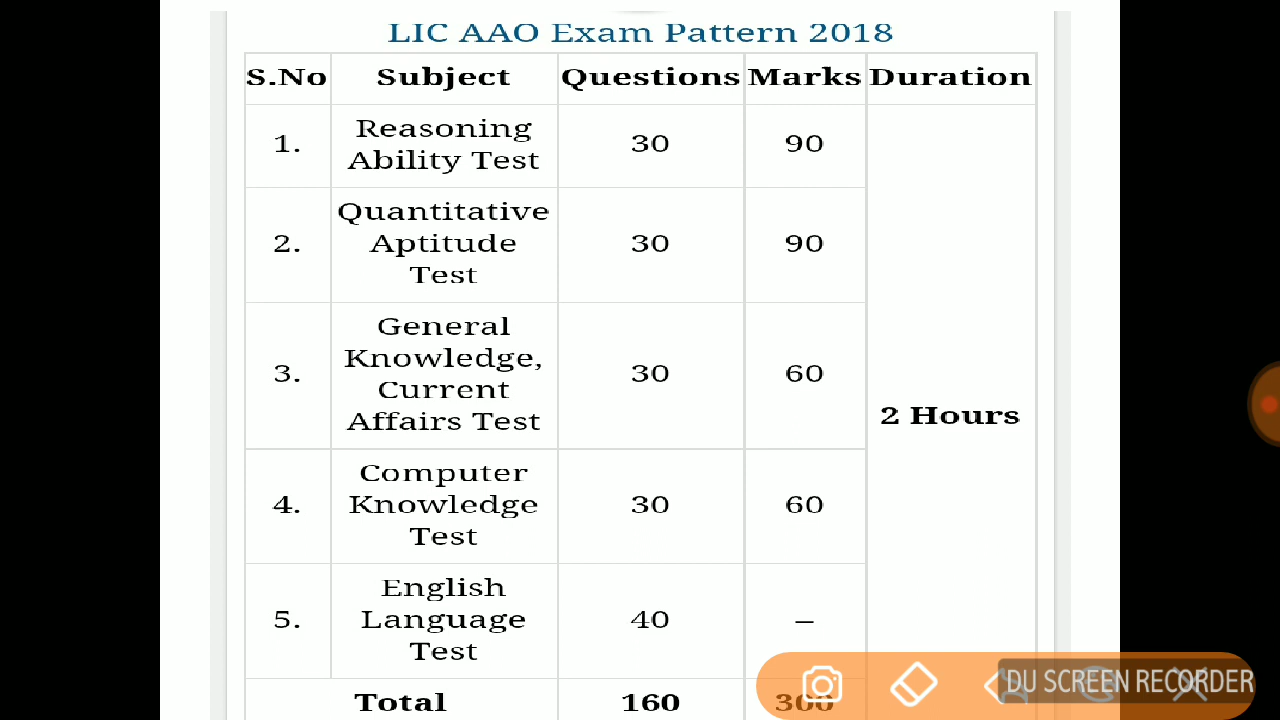 LIC AAO Exam Pattern 2018
S.No Subject Questions Marks Duration
1. Reasoning Ability Test 30 90
2. Quantitative Aptitude Test 30 90
3. General Knowledge, Current Affairs Test 30 60
4. Computer Knowledge Test 30 60
5. English Language Test 40 –
2 Hours
Total 160 300
DU SCREEN RECORDER